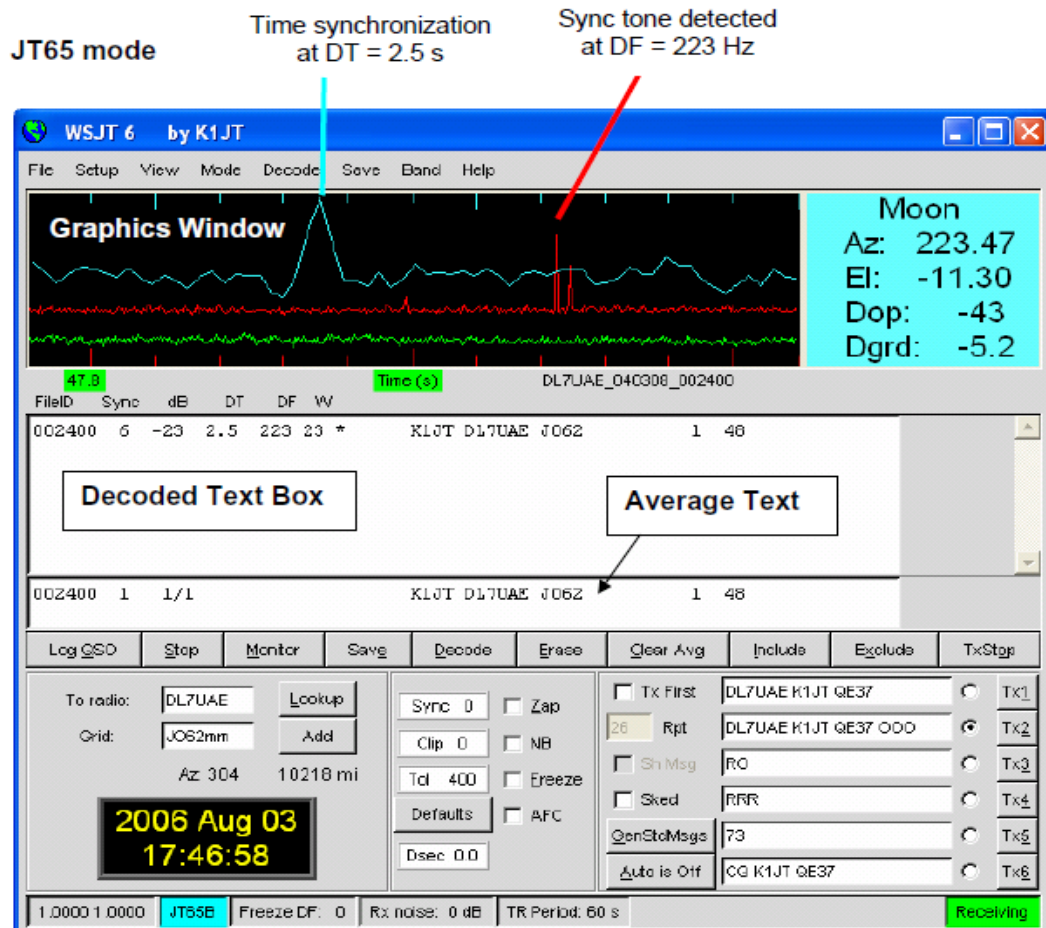 JT65 mode
Time synchronization
at DT = 2.5 s
Sync tone detected
at DF = 223 Hz
WSJT 6 by K1JT
File Setup View Mode Decode Save Band Help
Graphics Window
Moon
Az: 223.47
El: -11.30
Dop: -43
Dgrd: -5.2
47.8 Time (s) DL7UAE_040308_002400
FileID Sync dB DT DF W
002400 6 -23 2.5 223 23 * K1JT DL7UAE JO62 1 48
Decoded Text Box
Average Text
002400 1 1/1 K1JT DL7UAE JO62 1 48
Log QSO Stop Monitor Save Decode Erase Clear Avg Include Exclude TxStop
To radio: DL7UAE Lookup
Grid: JO62mm Add
Az: 304 10218 mi
2006 Aug 03
17:46:58
Sync 0 Zap
Clip 0 NB
Tol 400 Freeze
Defaults AFC
Dsec 0.0
Tx First DL7UAE K1JT QE37 Tx1
26 Rpt DL7UAE K1JT QE37 OOO Tx2
Sh Msg RO Tx3
Sked RRR Tx4
GenStdMsgs 73 Tx5
Auto is Off CQ K1JT QE37 Tx6
1.0000 1.0000 JT65B Freeze DF: 0 Rx noise: 0 dB TR Period: 60 s Receiving